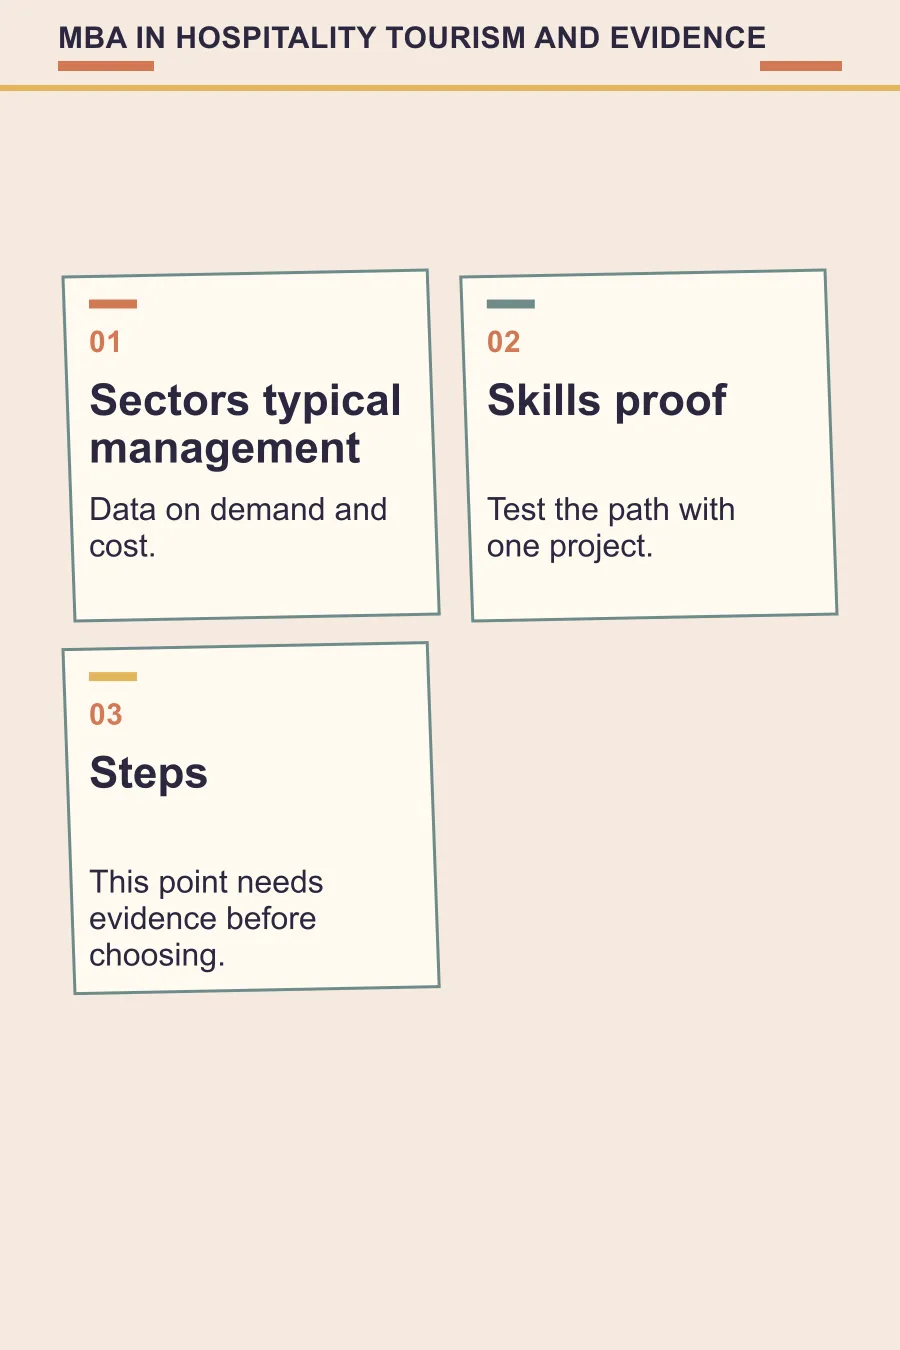 MBA IN HOSPITALITY TOURISM AND EVIDENCE
01
Sectors typical
management
Data on demand and
cost.
02
Skills proof
Test the path with
one project.
03
Steps
This point needs
evidence before
choosing.